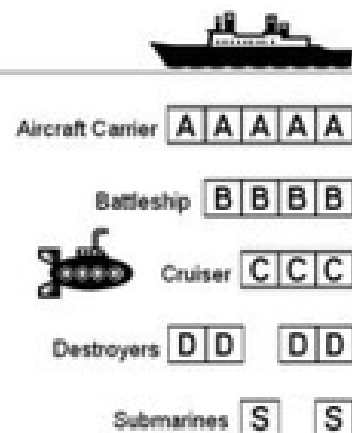 Aircraft Carrier A A A A A
Battleship B B B B
Cruiser C C C
Destroyers D D D D
Submarines S S